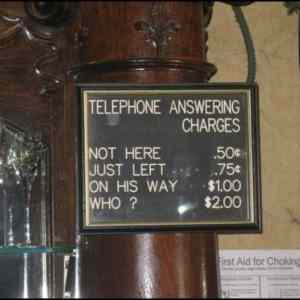 TELEPHONE ANSWERING
CHARGES
NOT HERE .50¢
JUST LEFT ... .75¢
ON HIS WAY $1.00
WHO ? $2.00
First Aid for Choking